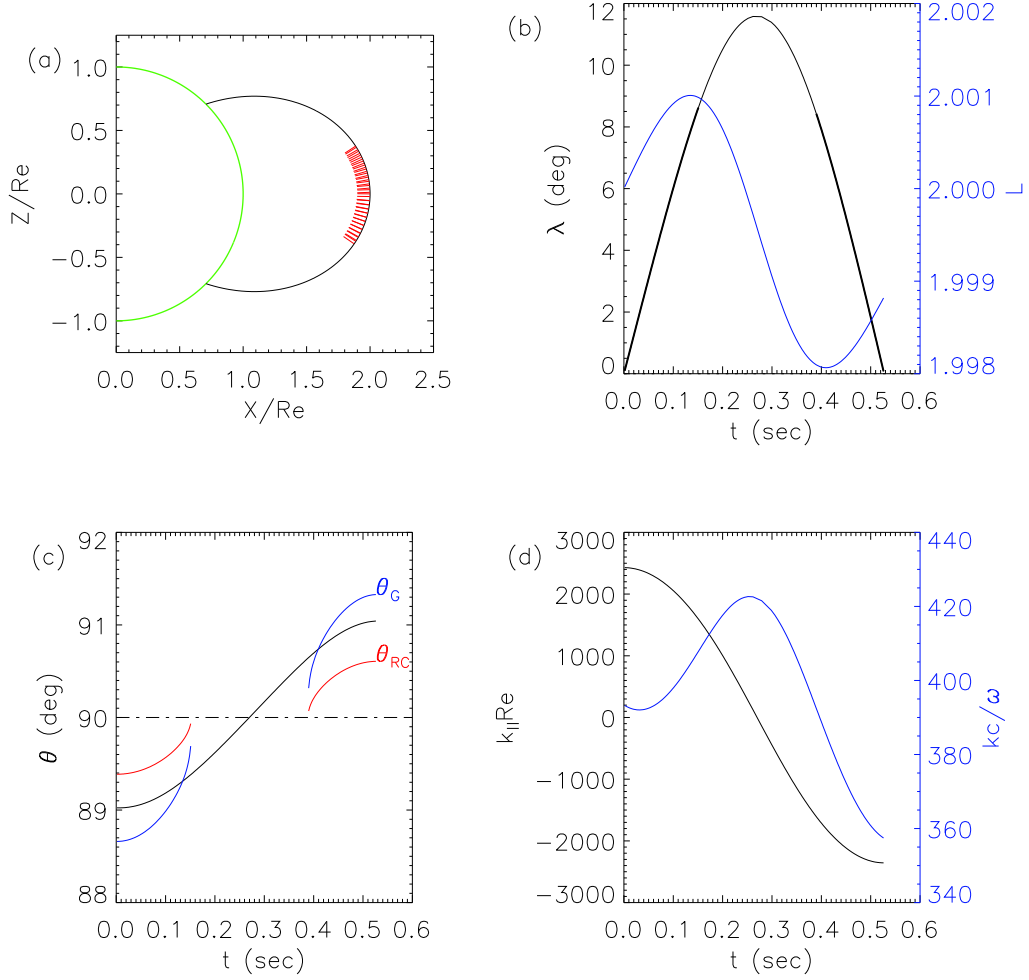 (a)
1.0
0.5
0.0
−0.5
−1.0
Z/Re
0.0 0.5 1.0 1.5 2.0 2.5
X/Re
(b)
12
10
8
6
4
2
0
λ (deg)
2.002
2.001
2.000
1.999
1.998
L
0.0 0.1 0.2 0.3 0.4 0.5 0.6
t (sec)
(c)
92
91
90
89
88
θ (deg)
θG
θRC
0.0 0.1 0.2 0.3 0.4 0.5 0.6
t (sec)
(d)
3000
2000
1000
0
−1000
−2000
−3000
k||Re
440
420
400
380
360
340
kc/ω
0.0 0.1 0.2 0.3 0.4 0.5 0.6
t (sec)